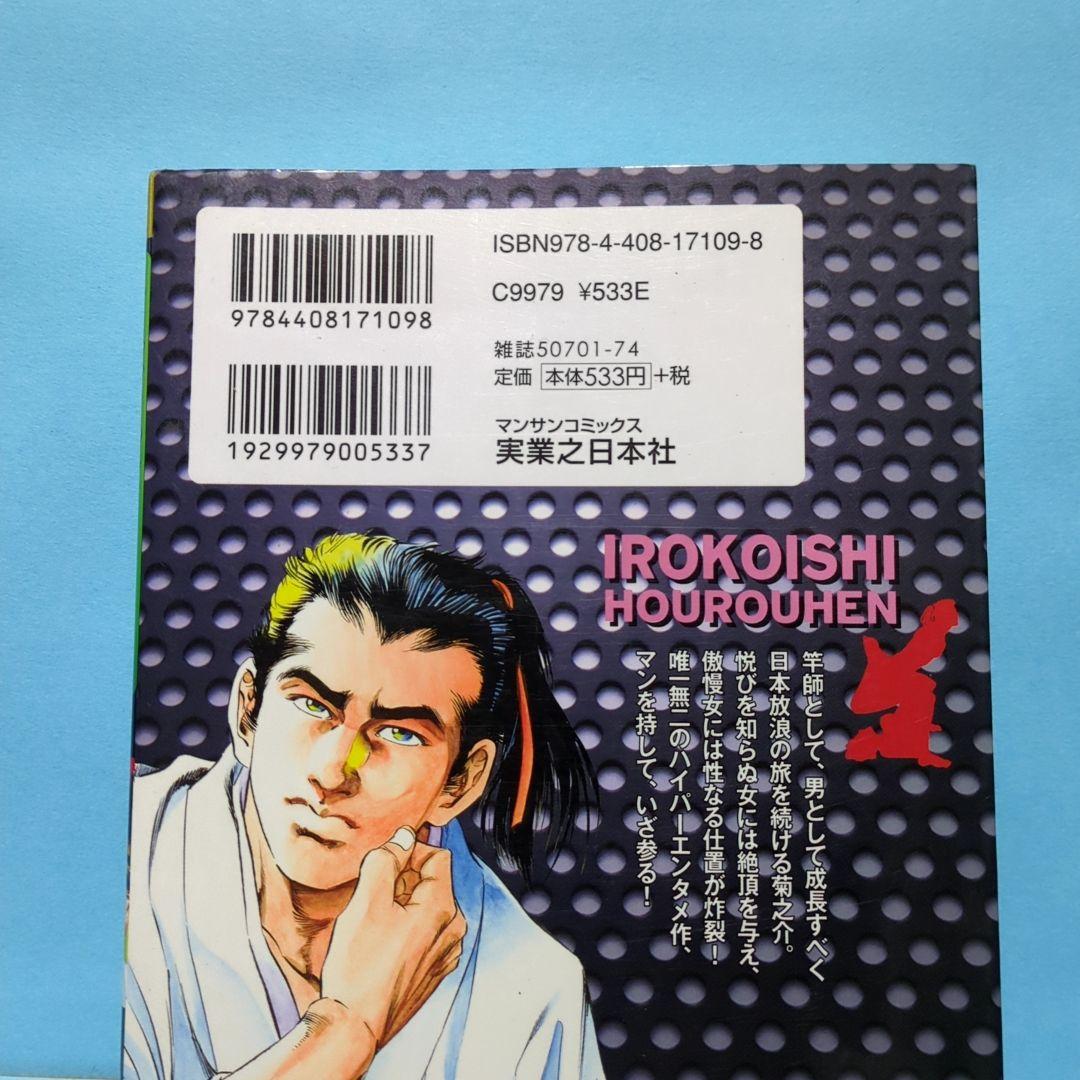 ISBN978-4-408-17109-8
C9979 ¥533E
9784408171098
雑誌50701-74
定価 本体533円+税
1929979005337
マンサンコミックス
実業之日本社
IROKOISHI
HOUROUHEN
竿師として、男として成長すべく
日本放浪の旅を続ける菊之介。
悦びを知らぬ女には絶頂を与え、
傲慢女には性なる仕置が炸裂！
唯一無二のハイパーエンタメ作、
マンを持して、いざ参る！